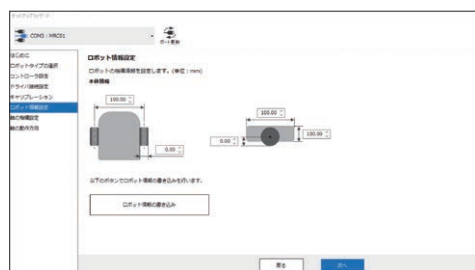 セットアップウィザード
COM3 : MRC01
ポート更新
はじめに
ロボットタイプの選択
コントローラ設定
ドライバ接続設定
キャリブレーション
ロボット情報設定
軸の機構設定
軸の動作方向
ロボット情報設定
ロボットの機構情報を設定します。(単位:mm)
本体情報
100.00
0.00
100.00
0.00
100.00
以下のボタンでロボット情報の書き込みを行います。
ロボット情報の書き込み
戻る
次へ